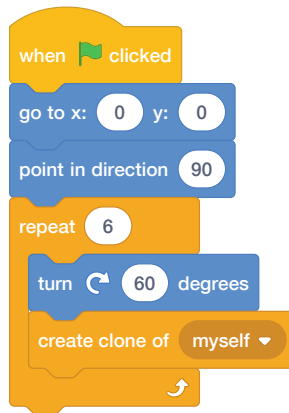 when clicked
go to x: 0 y: 0
point in direction 90
repeat 6
turn 60 degrees
create clone of myself